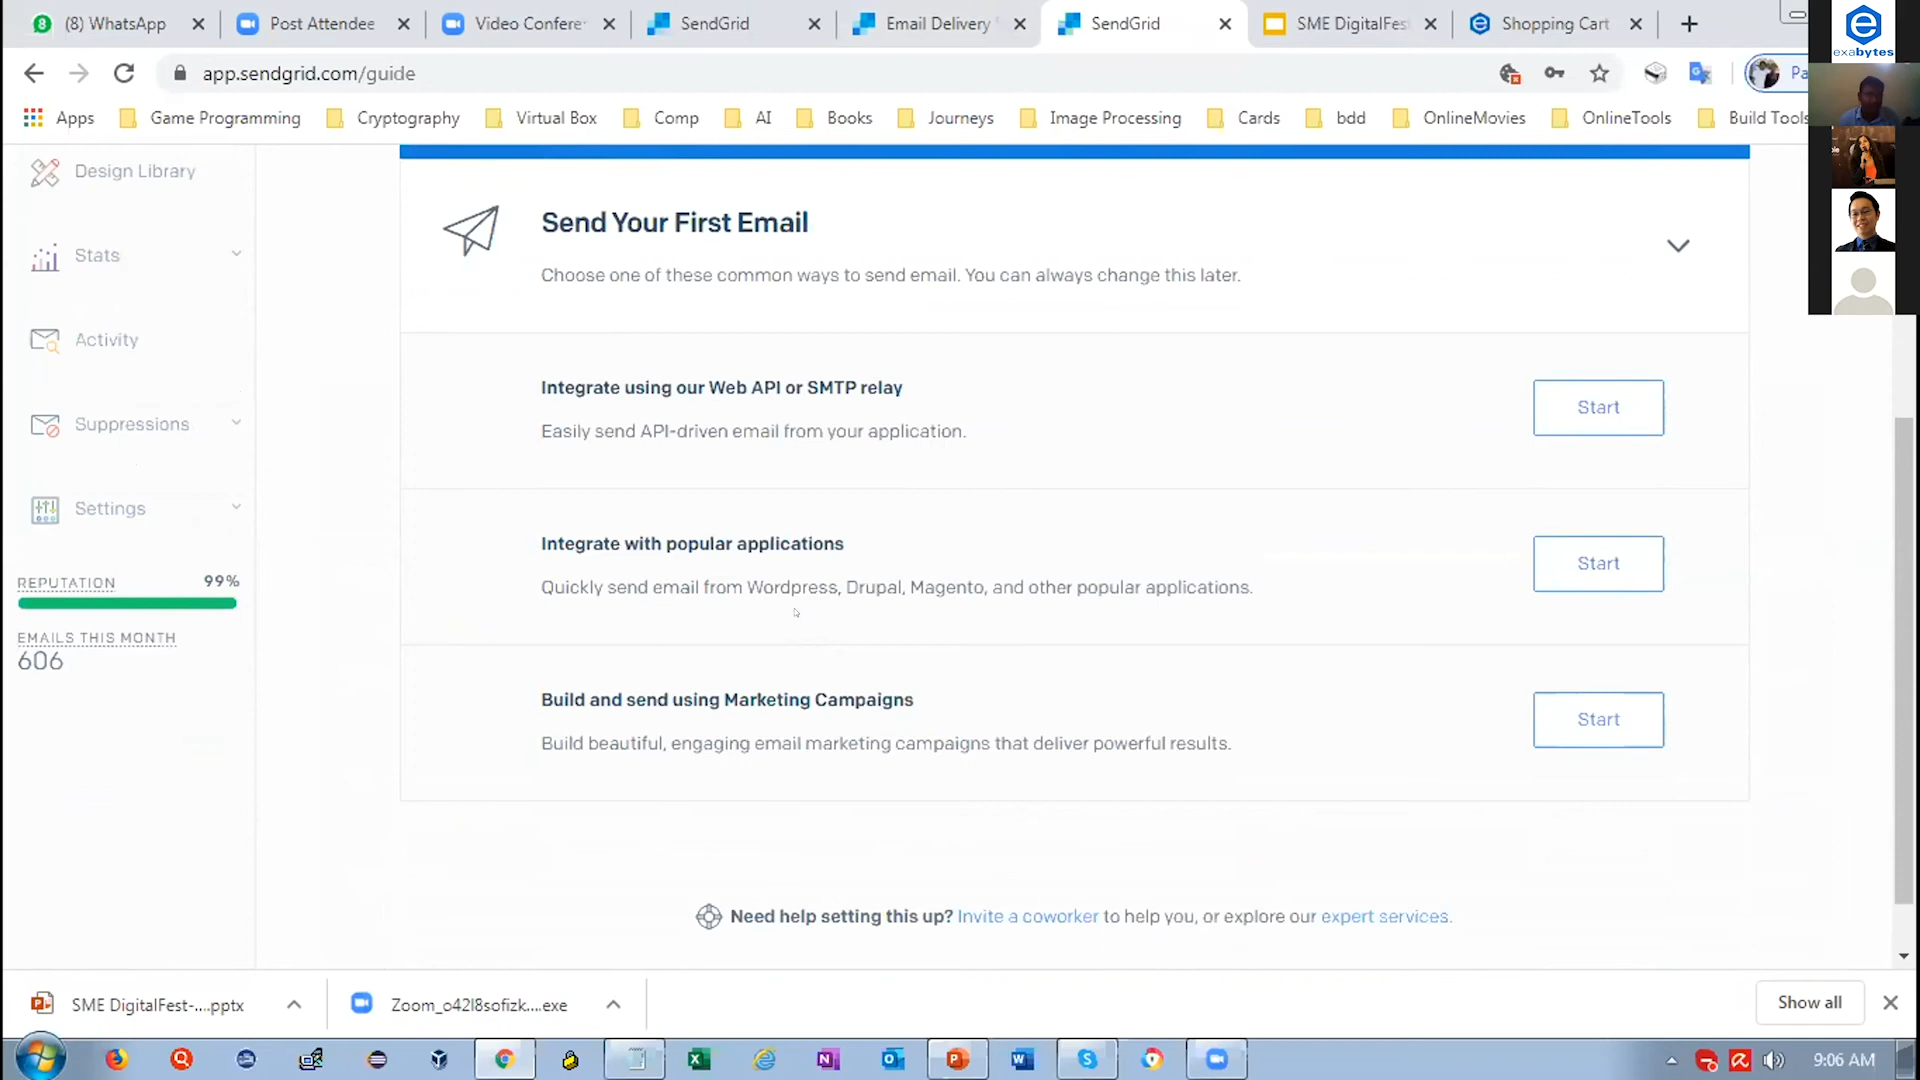 (8) WhatsApp
Post Attendee
Video Confere
SendGrid
Email Delivery
SendGrid
SME DigitalFes
Shopping Cart
exabytes
app.sendgrid.com/guide
Pa
Apps
Game Programming
Cryptography
Virtual Box
Comp
AI
Books
Journeys
Image Processing
Cards
bdd
OnlineMovies
OnlineTools
Build Tools
Design Library
Stats
Activity
Suppressions
Settings
REPUTATION 99%
EMAILS THIS MONTH
606
Send Your First Email
Choose one of these common ways to send email. You can always change this later.
Integrate using our Web API or SMTP relay
Easily send API-driven email from your application.
Start
Integrate with popular applications
Quickly send email from Wordpress, Drupal, Magento, and other popular applications.
Start
Build and send using Marketing Campaigns
Build beautiful, engaging email marketing campaigns that deliver powerful results.
Start
Need help setting this up? Invite a coworker to help you, or explore our expert services.
SME DigitalFest-....pptx
Zoom_o42l8sofizk....exe
Show all
9:06 AM